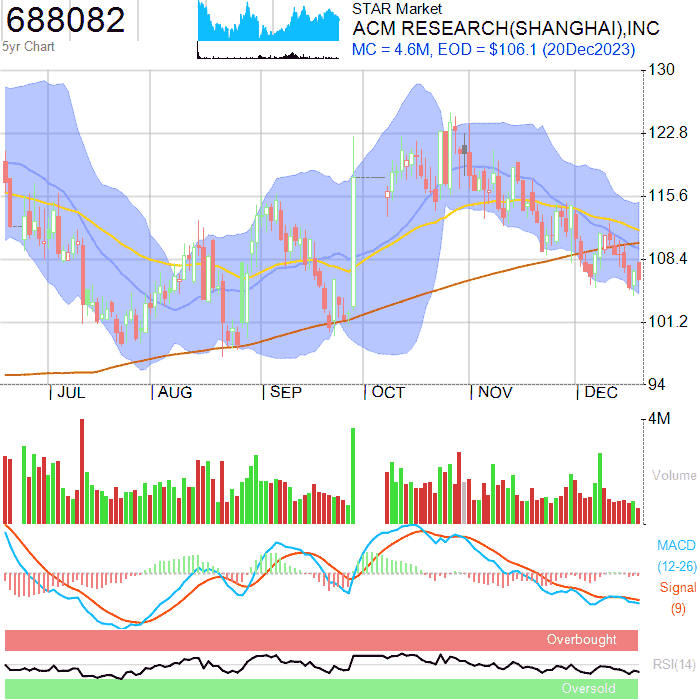 688082
5yr Chart
STAR Market
ACM RESEARCH(SHANGHAI),INC
MC = 4.6M, EOD = $106.1 (20Dec2023)
130
122.8
115.6
108.4
101.2
94
JUL
AUG
SEP
OCT
NOV
DEC
4M
Volume
MACD
(12-26)
Signal
(9)
Overbought
RSI(14)
Oversold